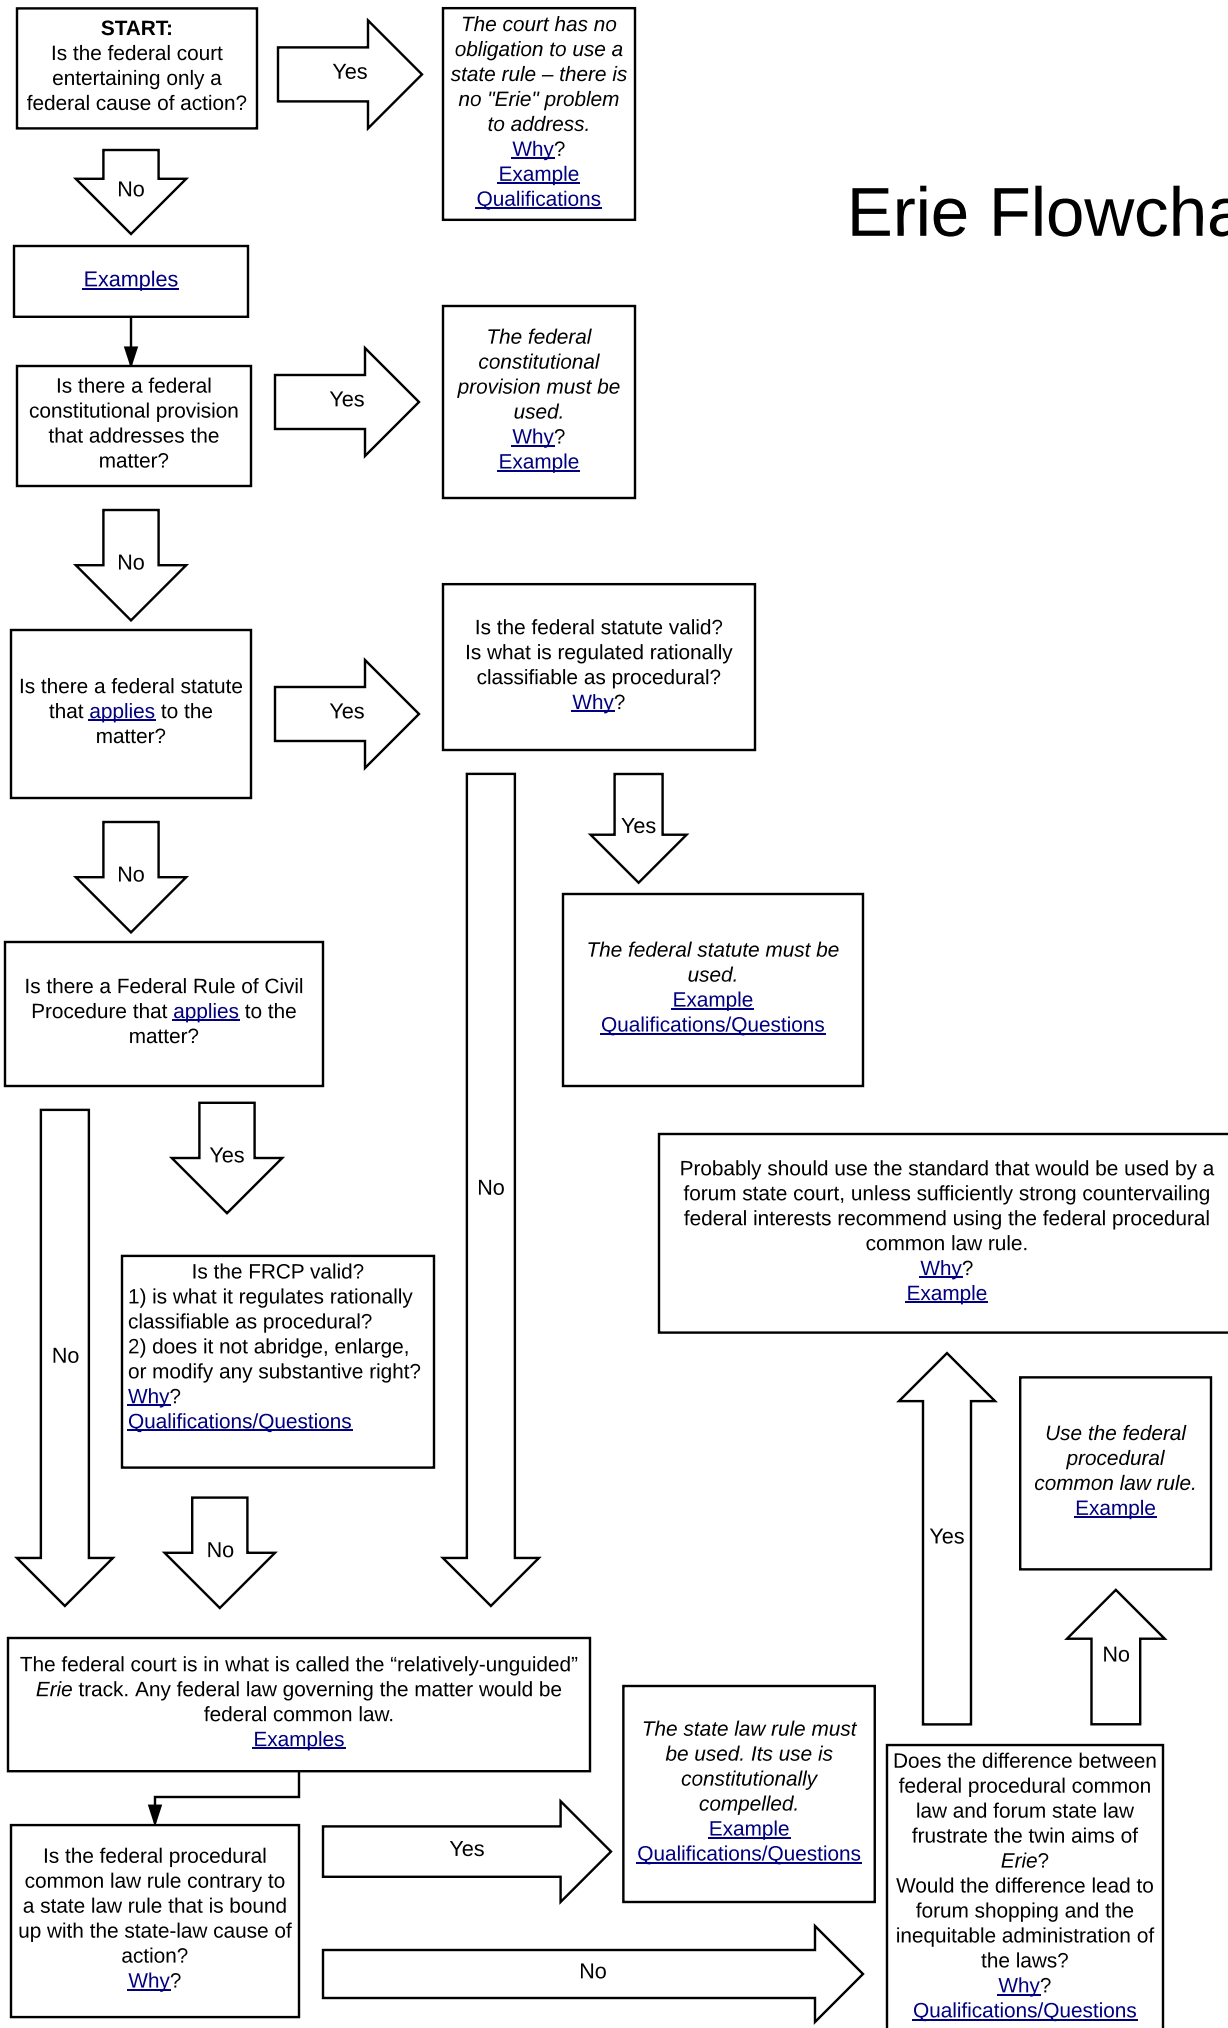 START:
Is the federal court
entertaining only a
federal cause of action?
Yes
The court has no
obligation to use a
state rule – there is
no "Erie" problem
to address.
Why?
Example
Qualifications
Erie Flowcha
No
Examples
Is there a federal
constitutional provision
that addresses the
matter?
Yes
The federal
constitutional
provision must be
used.
Why?
Example
No
Is there a federal statute
that applies to the
matter?
Yes
Is the federal statute valid?
Is what is regulated rationally
classifiable as procedural?
Why?
No
Yes
The federal statute must be
used.
Example
Qualifications/Questions
Is there a Federal Rule of Civil
Procedure that applies to the
matter?
No
Yes
No
Is the FRCP valid?
1) is what it regulates rationally
classifiable as procedural?
2) does it not abridge, enlarge,
or modify any substantive right?
Why?
Qualifications/Questions
No
Probably should use the standard that would be used by a
forum state court, unless sufficiently strong countervailing
federal interests recommend using the federal procedural
common law rule.
Why?
Example
Use the federal
procedural
common law rule.
Example
Yes
No
The federal court is in what is called the “relatively-unguided”
Erie track. Any federal law governing the matter would be
federal common law.
Examples
The state law rule must
be used. Its use is
constitutionally
compelled.
Example
Qualifications/Questions
Does the difference between
federal procedural common
law and forum state law
frustrate the twin aims of
Erie?
Would the difference lead to
forum shopping and the
inequitable administration of
the laws?
Why?
Qualifications/Questions
Is the federal procedural
common law rule contrary to
a state law rule that is bound
up with the state-law cause of
action?
Why?
Yes
No